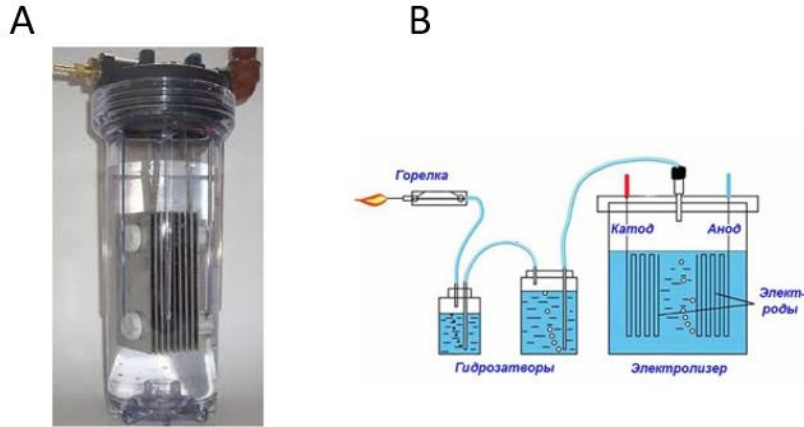 A
B
Горелка
Катод
Анод
Элект-
роды
Гидрозатворы
Электролизер